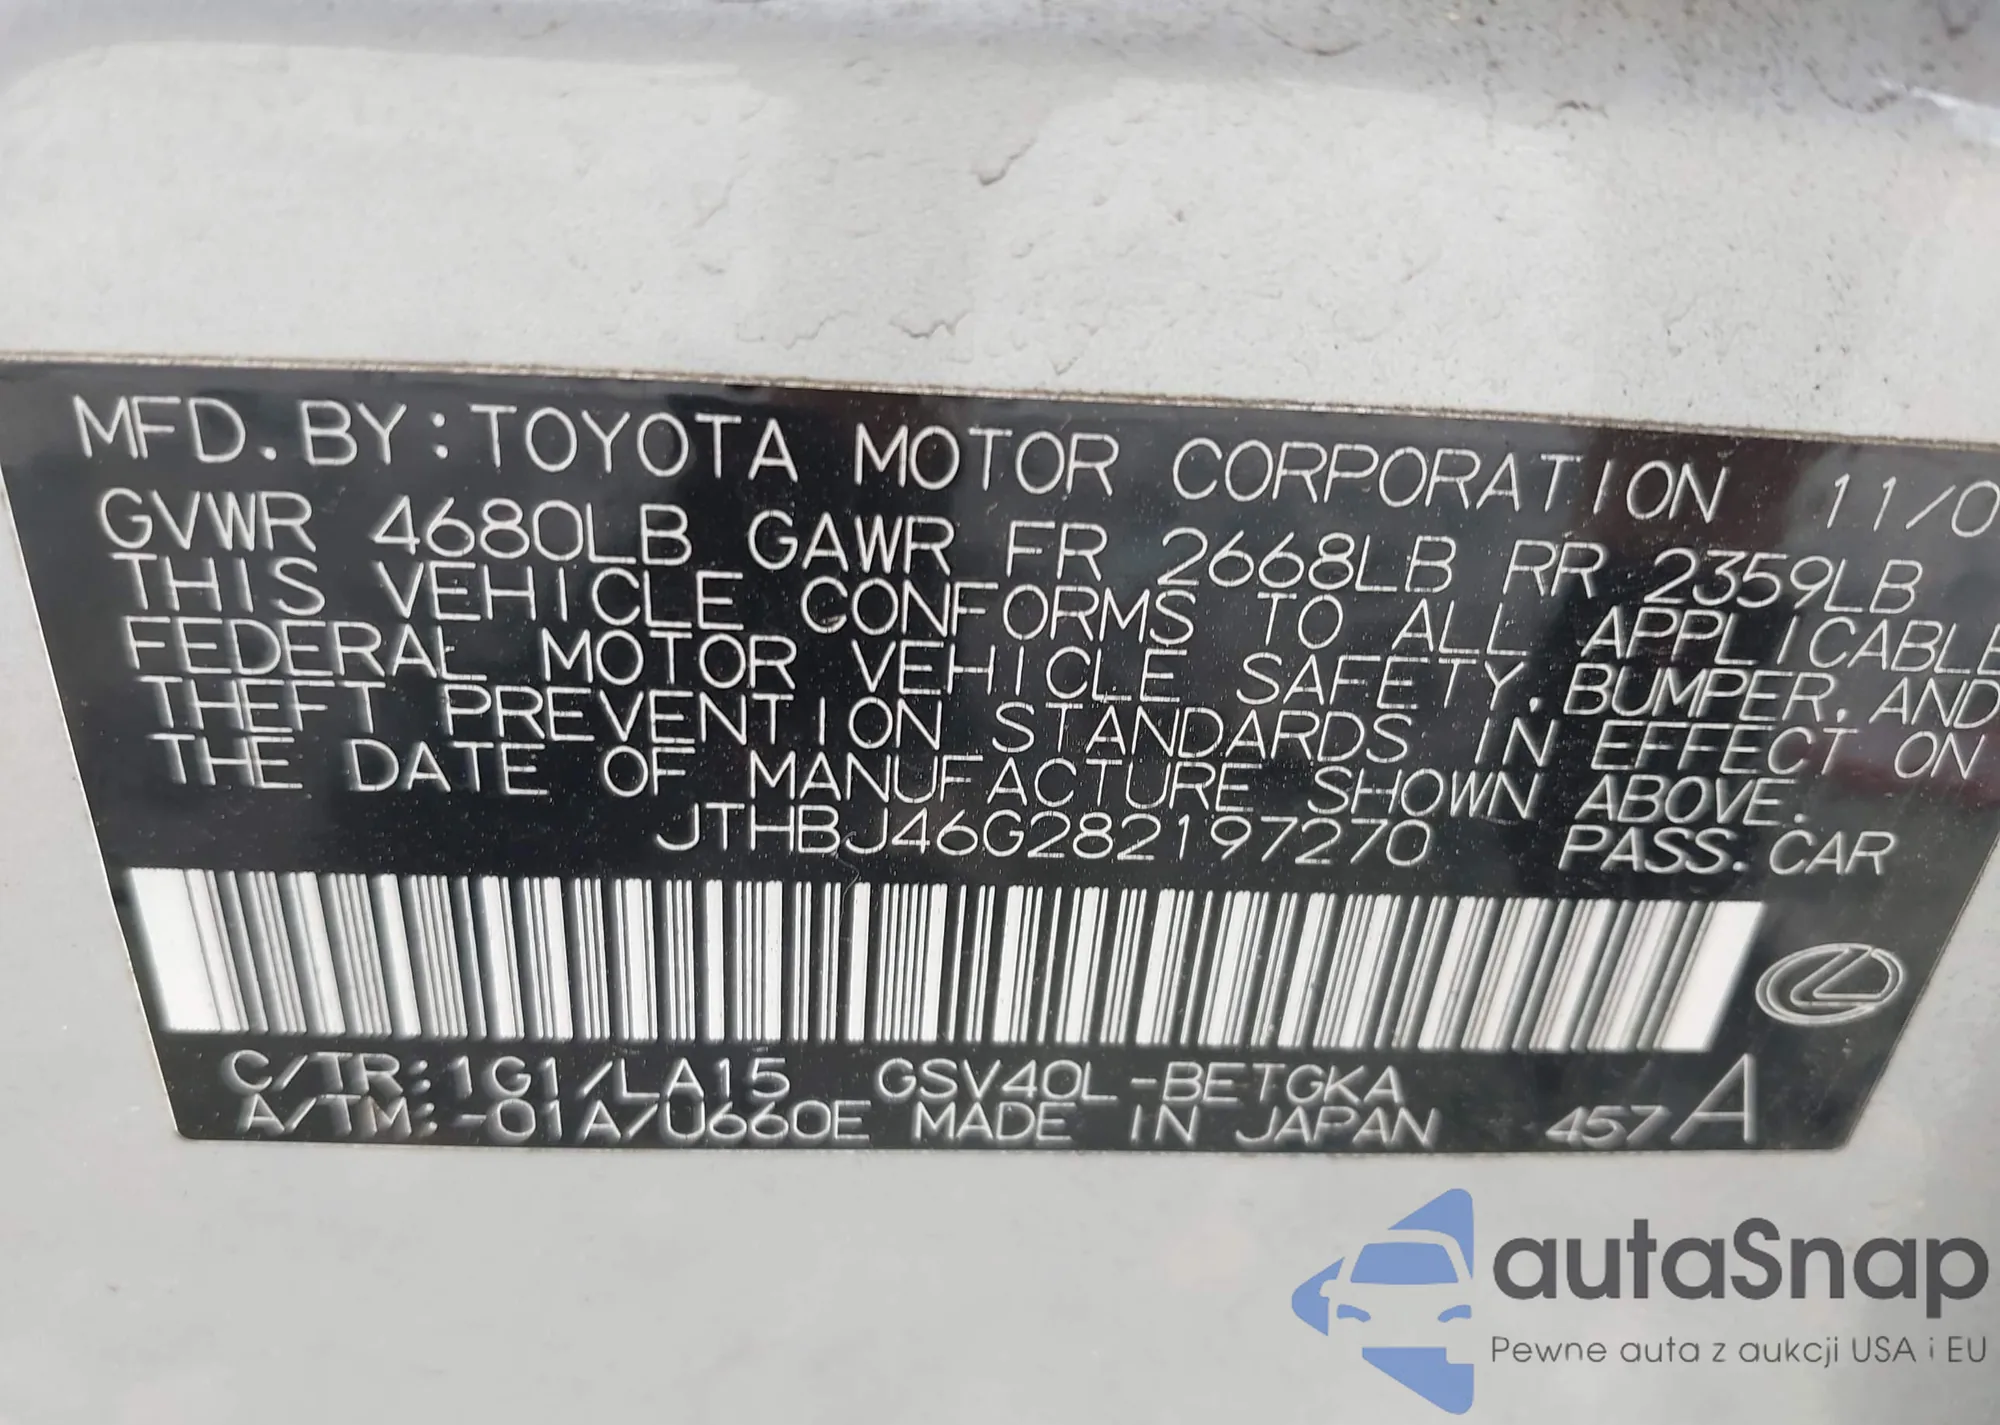 MFD. BY: TOYOTA MOTOR CORPORATION 11/0
GVWR 4680LB GAWR FR 2668LB RR 2359LB
THIS VEHICLE CONFORMS TO ALL APPLICABLE
FEDERAL MOTOR VEHICLE SAFETY, BUMPER, AND
THEFT PREVENTION STANDARDS IN EFFECT ON
THE DATE OF MANUFACTURE SHOWN ABOVE.
JTHBJ46G282197270 PASS. CAR
C/TR: 1G1/LA15 GSV40L-BETGKA
A/TM: -01A/U660E MADE IN JAPAN 457 A
autaSnap
Pewne auta z aukcji USA i EU